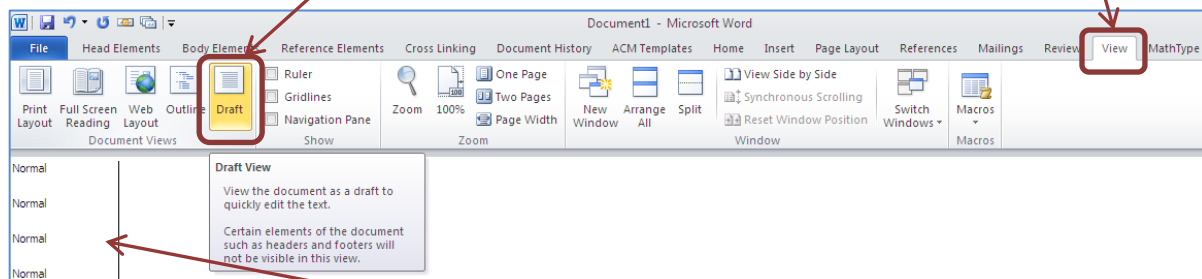 Document1 - Microsoft Word
File Head Elements Body Elements Reference Elements Cross Linking Document History ACM Templates Home Insert Page Layout References Mailings Review View MathType
Print Layout
Full Screen Reading
Web Layout
Outline
Draft
Document Views
Ruler
Gridlines
Navigation Pane
Show
Zoom
100%
One Page
Two Pages
Page Width
Zoom
New Window
Arrange All
Split
View Side by Side
Synchronous Scrolling
Reset Window Position
Switch Windows
Window
Macros
Macros
Normal
Normal
Normal
Normal
Draft View
View the document as a draft to
quickly edit the text.
Certain elements of the document
such as headers and footers will
not be visible in this view.